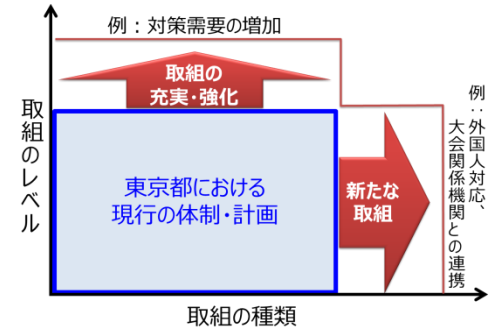 例：対策需要の増加
取組の
充実・強化
取組のレベル
東京都における
現行の体制・計画
新たな
取組
例：外国人対応、
大会関係機関との連携
取組の種類